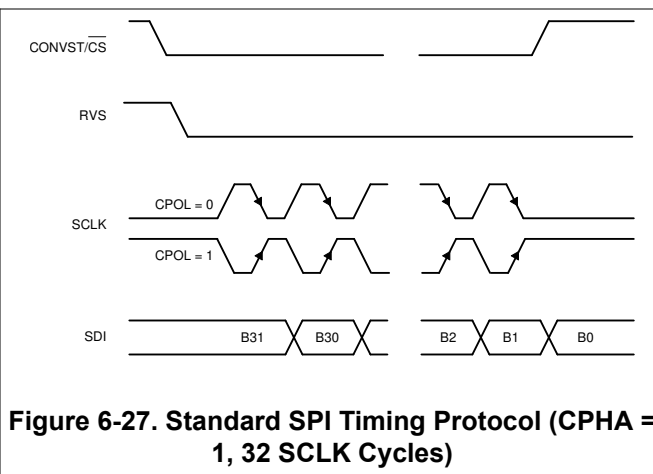 CONVST/CS
RVS
CPOL = 0
SCLK
CPOL = 1
SDI B31 B30 B2 B1 B0
Figure 6-27. Standard SPI Timing Protocol (CPHA =
1, 32 SCLK Cycles)